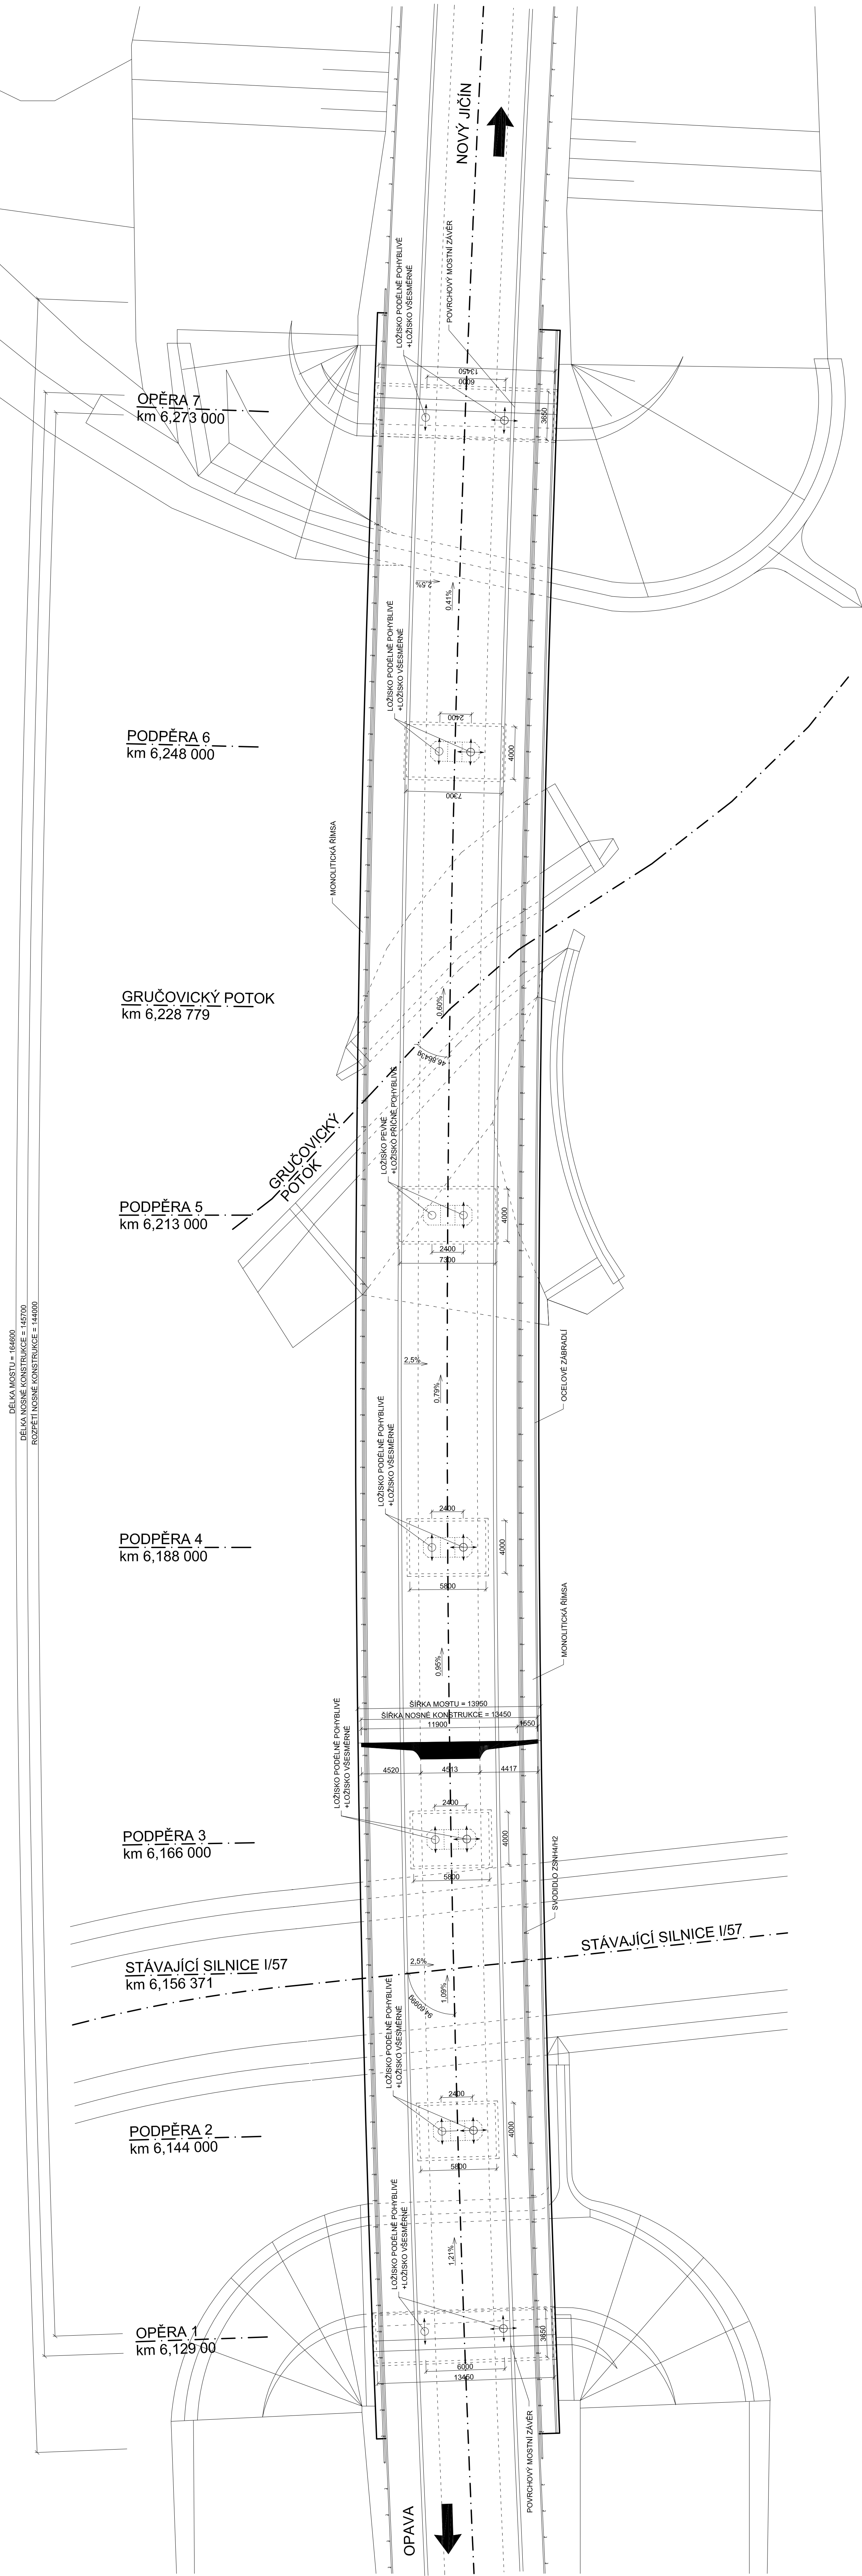 NOVÝ JIČÍN
LOŽISKO PODÉLNĚ POHYBLIVÉ
+LOŽISKO VŠESMĚRNÉ
POVRCHOVÝ MOSTNÍ ZÁVĚR
13450
6000
3650
OPĚRA 7
km 6,273 000
2,5%
0,41%
LOŽISKO PODÉLNĚ POHYBLIVÉ
+LOŽISKO VŠESMĚRNÉ
2400
4000
7300
PODPĚRA 6
km 6,248 000
MONOLITICKÁ ŘÍMSA
GRUČOVICKÝ POTOK
km 6,228 779
0,60%
46,6643g
LOŽISKO PEVNÉ
+LOŽISKO PŘÍČNĚ POHYBLIVÉ
GRUČOVICKÝ
POTOK
PODPĚRA 5
km 6,213 000
4000
2400
7300
DÉLKA MOSTU = 164600
DÉLKA NOSNÉ KONSTRUKCE = 145700
ROZPĚTÍ NOSNÉ KONSTRUKCE = 144000
2,5%
0,79%
OCELOVÉ ZÁBRADLÍ
LOŽISKO PODÉLNĚ POHYBLIVÉ
+LOŽISKO VŠESMĚRNÉ
2400
4000
5800
PODPĚRA 4
km 6,188 000
MONOLITICKÁ ŘÍMSA
0,95%
ŠÍŘKA MOSTU = 13950
ŠÍŘKA NOSNÉ KONSTRUKCE = 13450
11900
1550
4520
4513
4417
LOŽISKO PODÉLNĚ POHYBLIVÉ
+LOŽISKO VŠESMĚRNÉ
2400
4000
5800
PODPĚRA 3
km 6,166 000
SVODIDLO ZSNH4/H2
STÁVAJÍCÍ SILNICE I/57
STÁVAJÍCÍ SILNICE I/57
km 6,156 371
2,5%
1,09%
94,6099g
LOŽISKO PODÉLNĚ POHYBLIVÉ
+LOŽISKO VŠESMĚRNÉ
2400
4000
5800
PODPĚRA 2
km 6,144 000
LOŽISKO PODÉLNĚ POHYBLIVÉ
+LOŽISKO VŠESMĚRNÉ
1,21%
OPĚRA 1
km 6,129 00
3650
6000
13450
POVRCHOVÝ MOSTNÍ ZÁVĚR
OPAVA